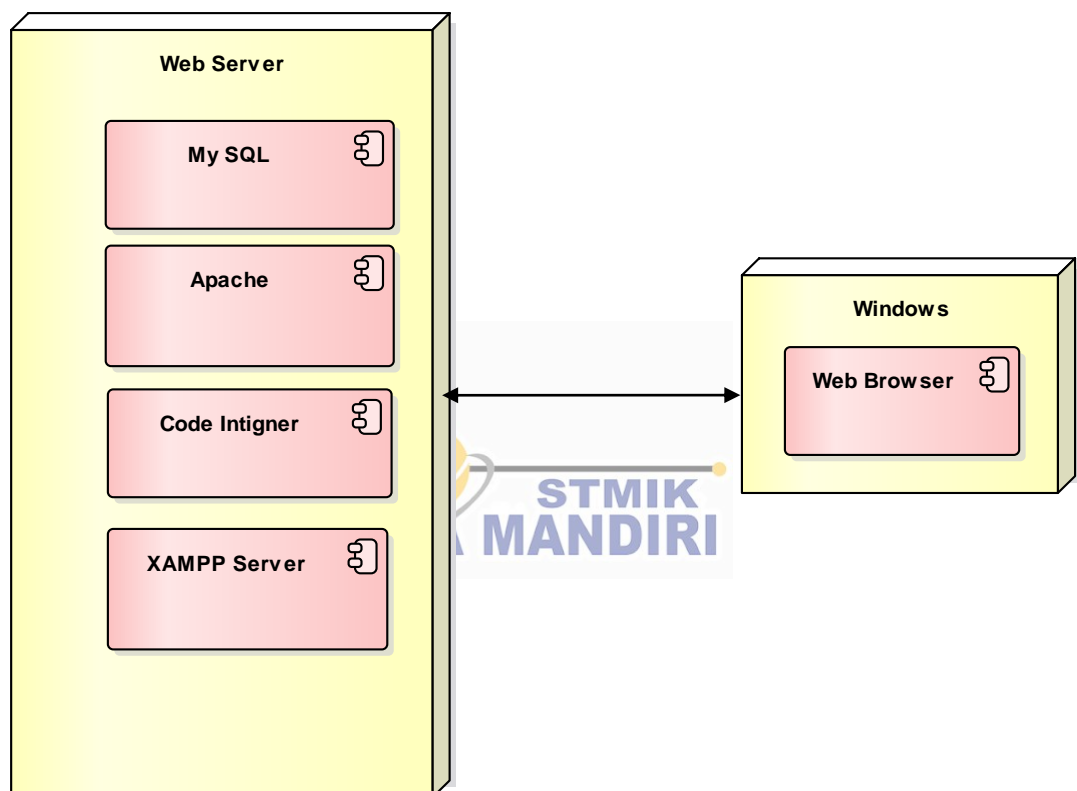 Web Server
My SQL
Apache
Code Intigner
XAMPP Server
Windows
Web Browser
STMIK
MANDIRI